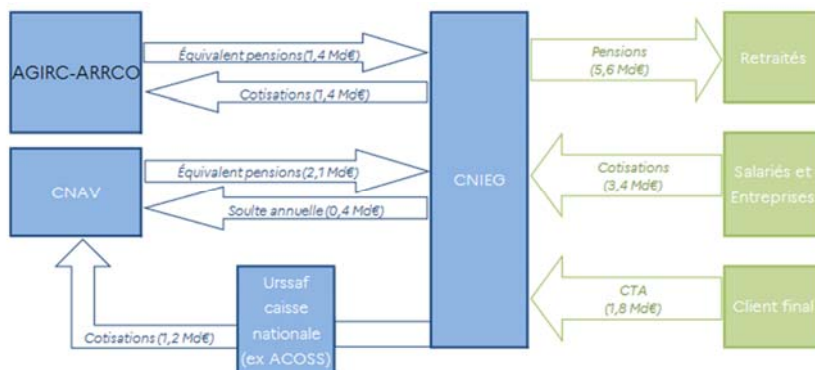 AGIRC-ARRCO
Équivalent pensions (1,4 Md€)
Cotisations (1,4 Md€)
CNAV
Équivalent pensions (2,1 Md€)
Soulte annuelle (0,4 Md€)
Cotisations (1,2 Md€)
Urssaf
caisse
nationale
(ex ACOSS)
CNIEG
Pensions
(5,6 Md€)
Retraités
Cotisations
(3,4 Md€)
Salariés et
Entreprises
CTA
(1,8 Md€)
Client final